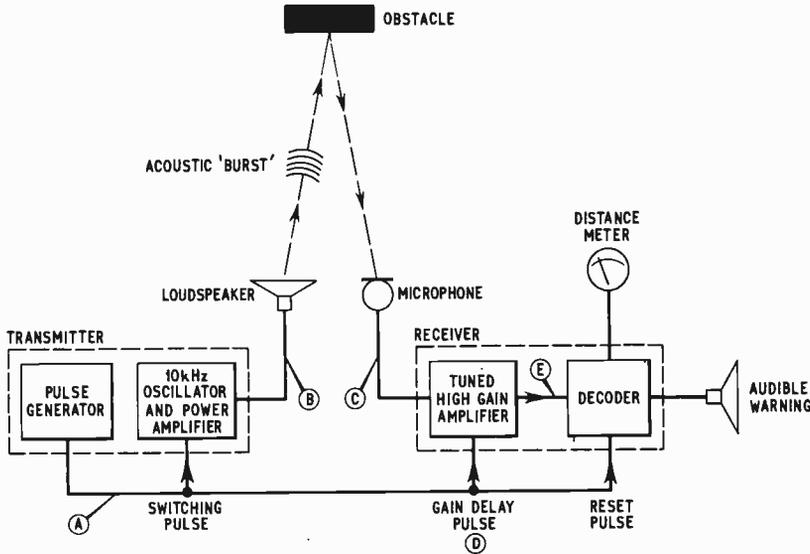 OBSTACLE
ACOUSTIC 'BURST'
DISTANCE
METER
LOUDSPEAKER
MICROPHONE
TRANSMITTER
RECEIVER
PULSE
GENERATOR
10kHz
OSCILLATOR
AND POWER
AMPLIFIER
B
C
TUNED
HIGH GAIN
AMPLIFIER
E
DECODER
AUDIBLE
WARNING
A
SWITCHING
PULSE
GAIN DELAY
PULSE
D
RESET
PULSE